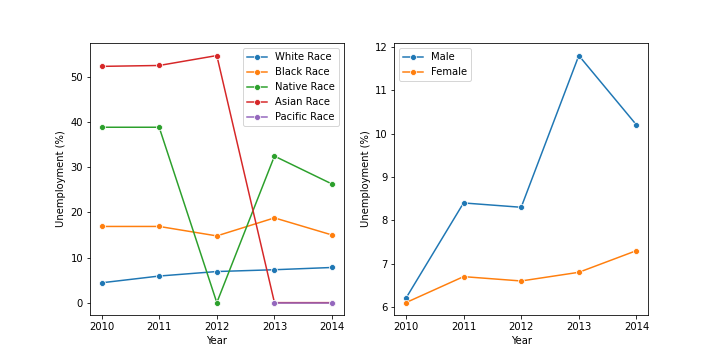 White Race
Black Race
Native Race
Asian Race
Pacific Race
50
40
30
20
10
0
Unemployment (%)
2010 2011 2012 2013 2014
Year
Male
Female
12
11
10
9
8
7
6
Unemployment (%)
2010 2011 2012 2013 2014
Year